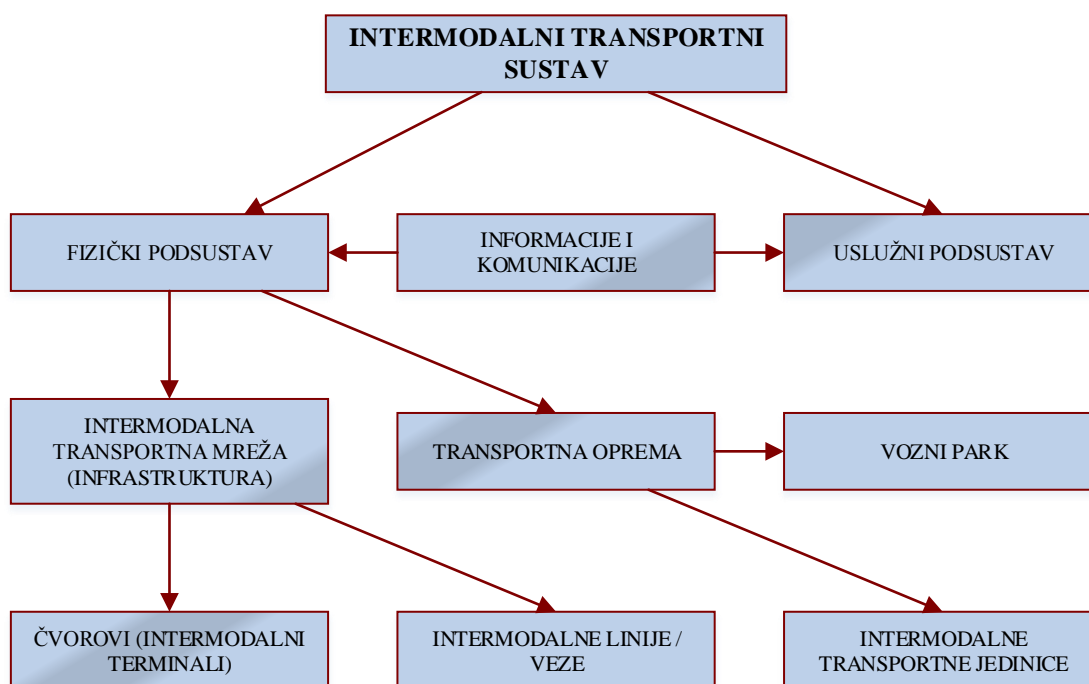 INTERMODALNI TRANSPORTNI
SUSTAV
FIZIČKI PODSUSTAV
INFORMACIJE I
KOMUNIKACIJE
USLUŽNI PODSUSTAV
INTERMODALNA
TRANSPORTNA MREŽA
(INFRASTRUKTURA)
TRANSPORTNA OPREMA
VOZNI PARK
ČVOROVI (INTERMODALNI
TERMINALI)
INTERMODALNE LINIJE /
VEZE
INTERMODALNE
TRANSPORTNE JEDINICE